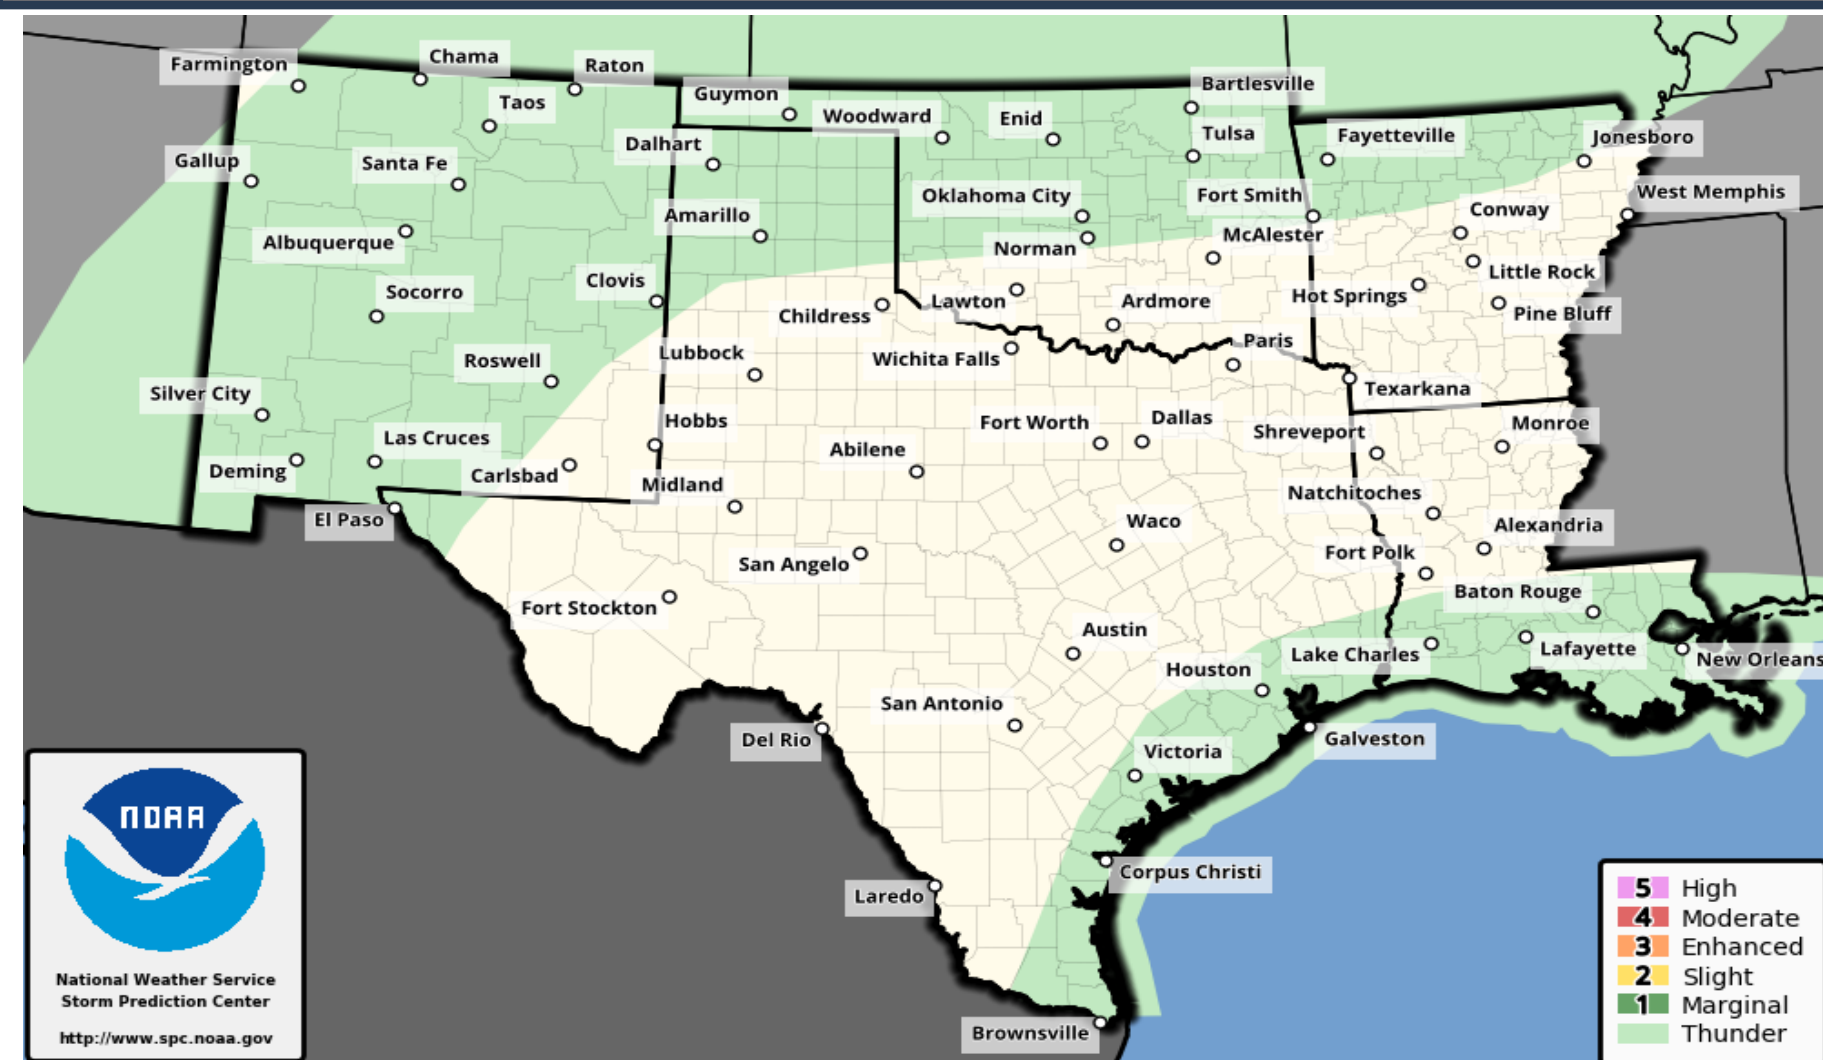 Farmington
Chama
Raton
Guymon
Bartlesville
Taos
Woodward
Enid
Tulsa
Fayetteville
Jonesboro
Dalhart
Gallup
Santa Fe
Oklahoma City
Fort Smith
West Memphis
Amarillo
Conway
Albuquerque
Norman
McAlester
Clovis
Little Rock
Socorro
Lawton
Ardmore
Hot Springs
Childress
Pine Bluff
Paris
Lubbock
Wichita Falls
Roswell
Texarkana
Silver City
Hobbs
Fort Worth
Dallas
Shreveport
Monroe
Las Cruces
Abilene
Deming
Carlsbad
Midland
Natchitoches
El Paso
Waco
Alexandria
San Angelo
Fort Polk
Fort Stockton
Baton Rouge
Austin
Lake Charles
Lafayette
New Orleans
Houston
San Antonio
Del Rio
Victoria
Galveston
Corpus Christi
Laredo
Brownsville
NOAA
National Weather Service
Storm Prediction Center
http://www.spc.noaa.gov
5 High
4 Moderate
3 Enhanced
2 Slight
1 Marginal
Thunder